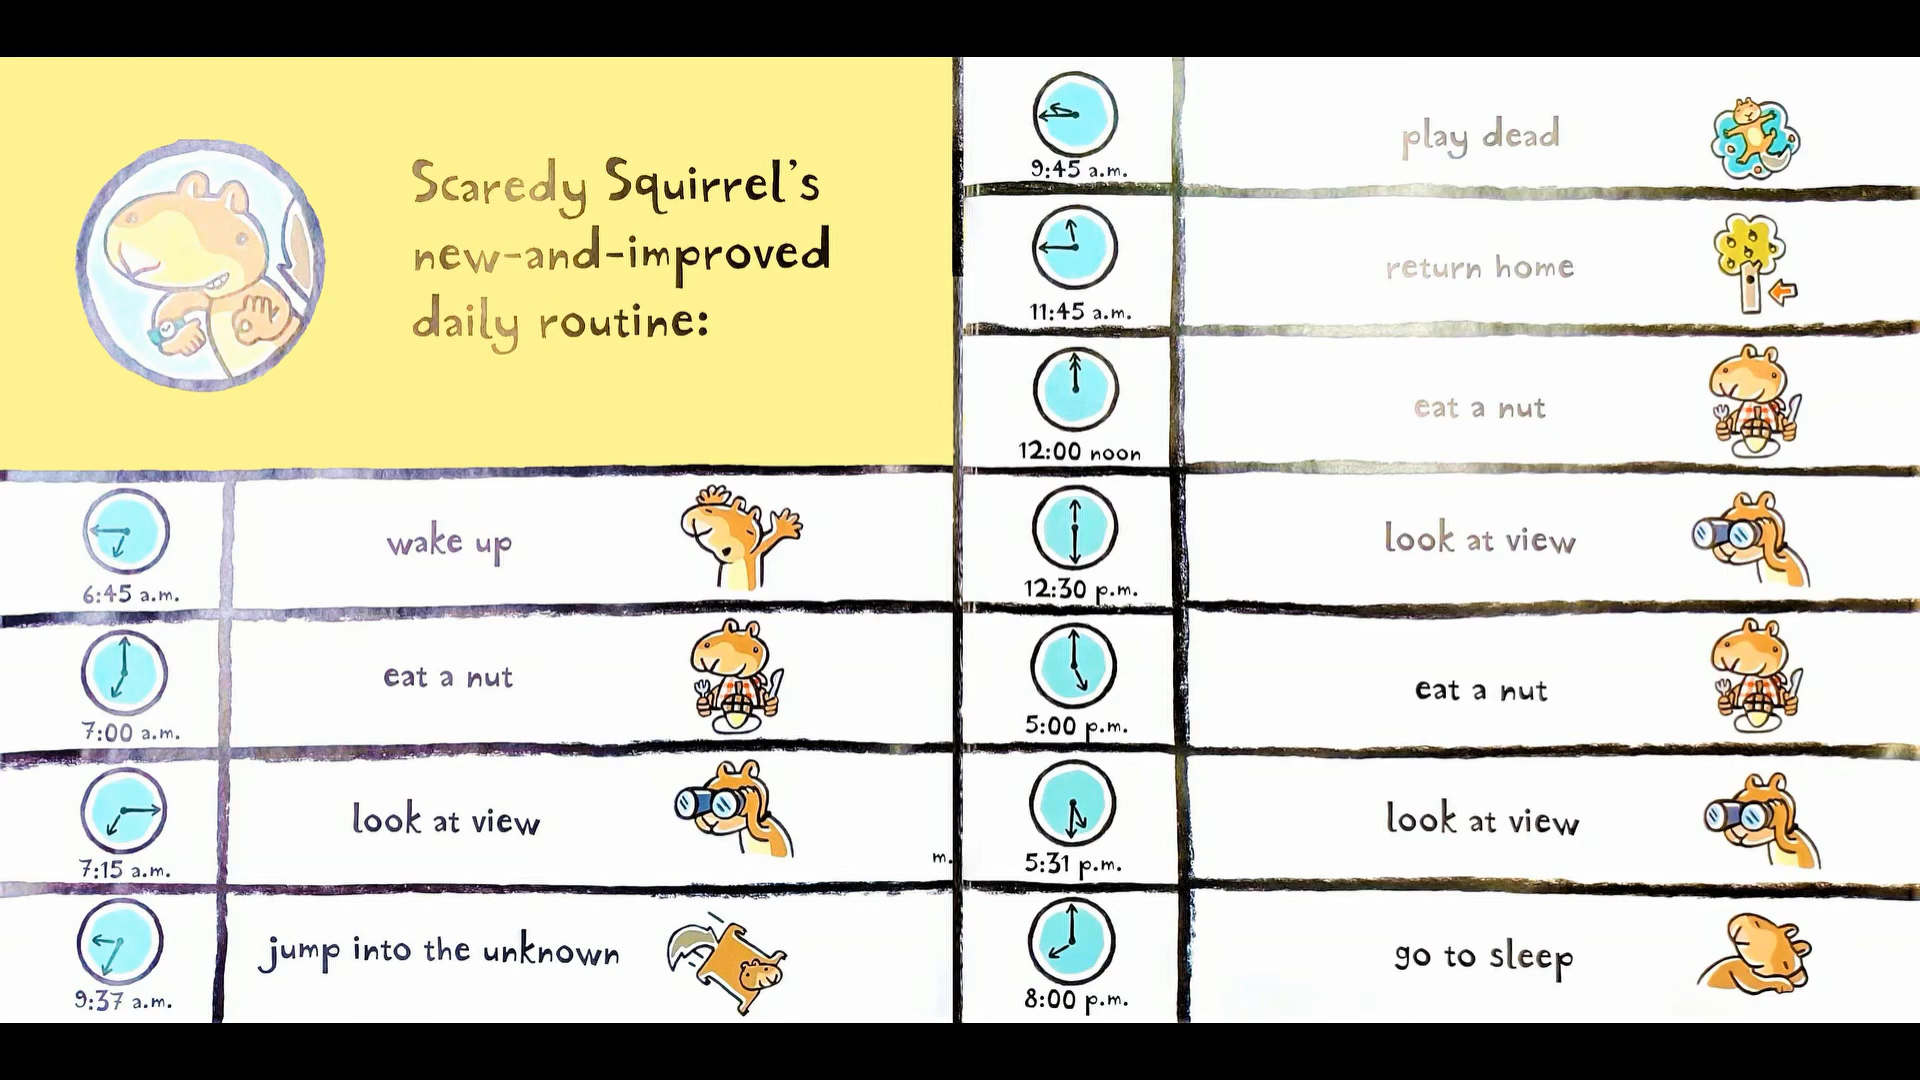 Scaredy Squirrel's
new-and-improved
daily routine:
6:45 a.m.
wake up
7:00 a.m.
eat a nut
7:15 a.m.
look at view
9:37 a.m.
jump into the unknown
m.
9:45 a.m.
play dead
11:45 a.m.
return home
12:00 noon
eat a nut
12:30 p.m.
look at view
5:00 p.m.
eat a nut
5:31 p.m.
look at view
8:00 p.m.
go to sleep